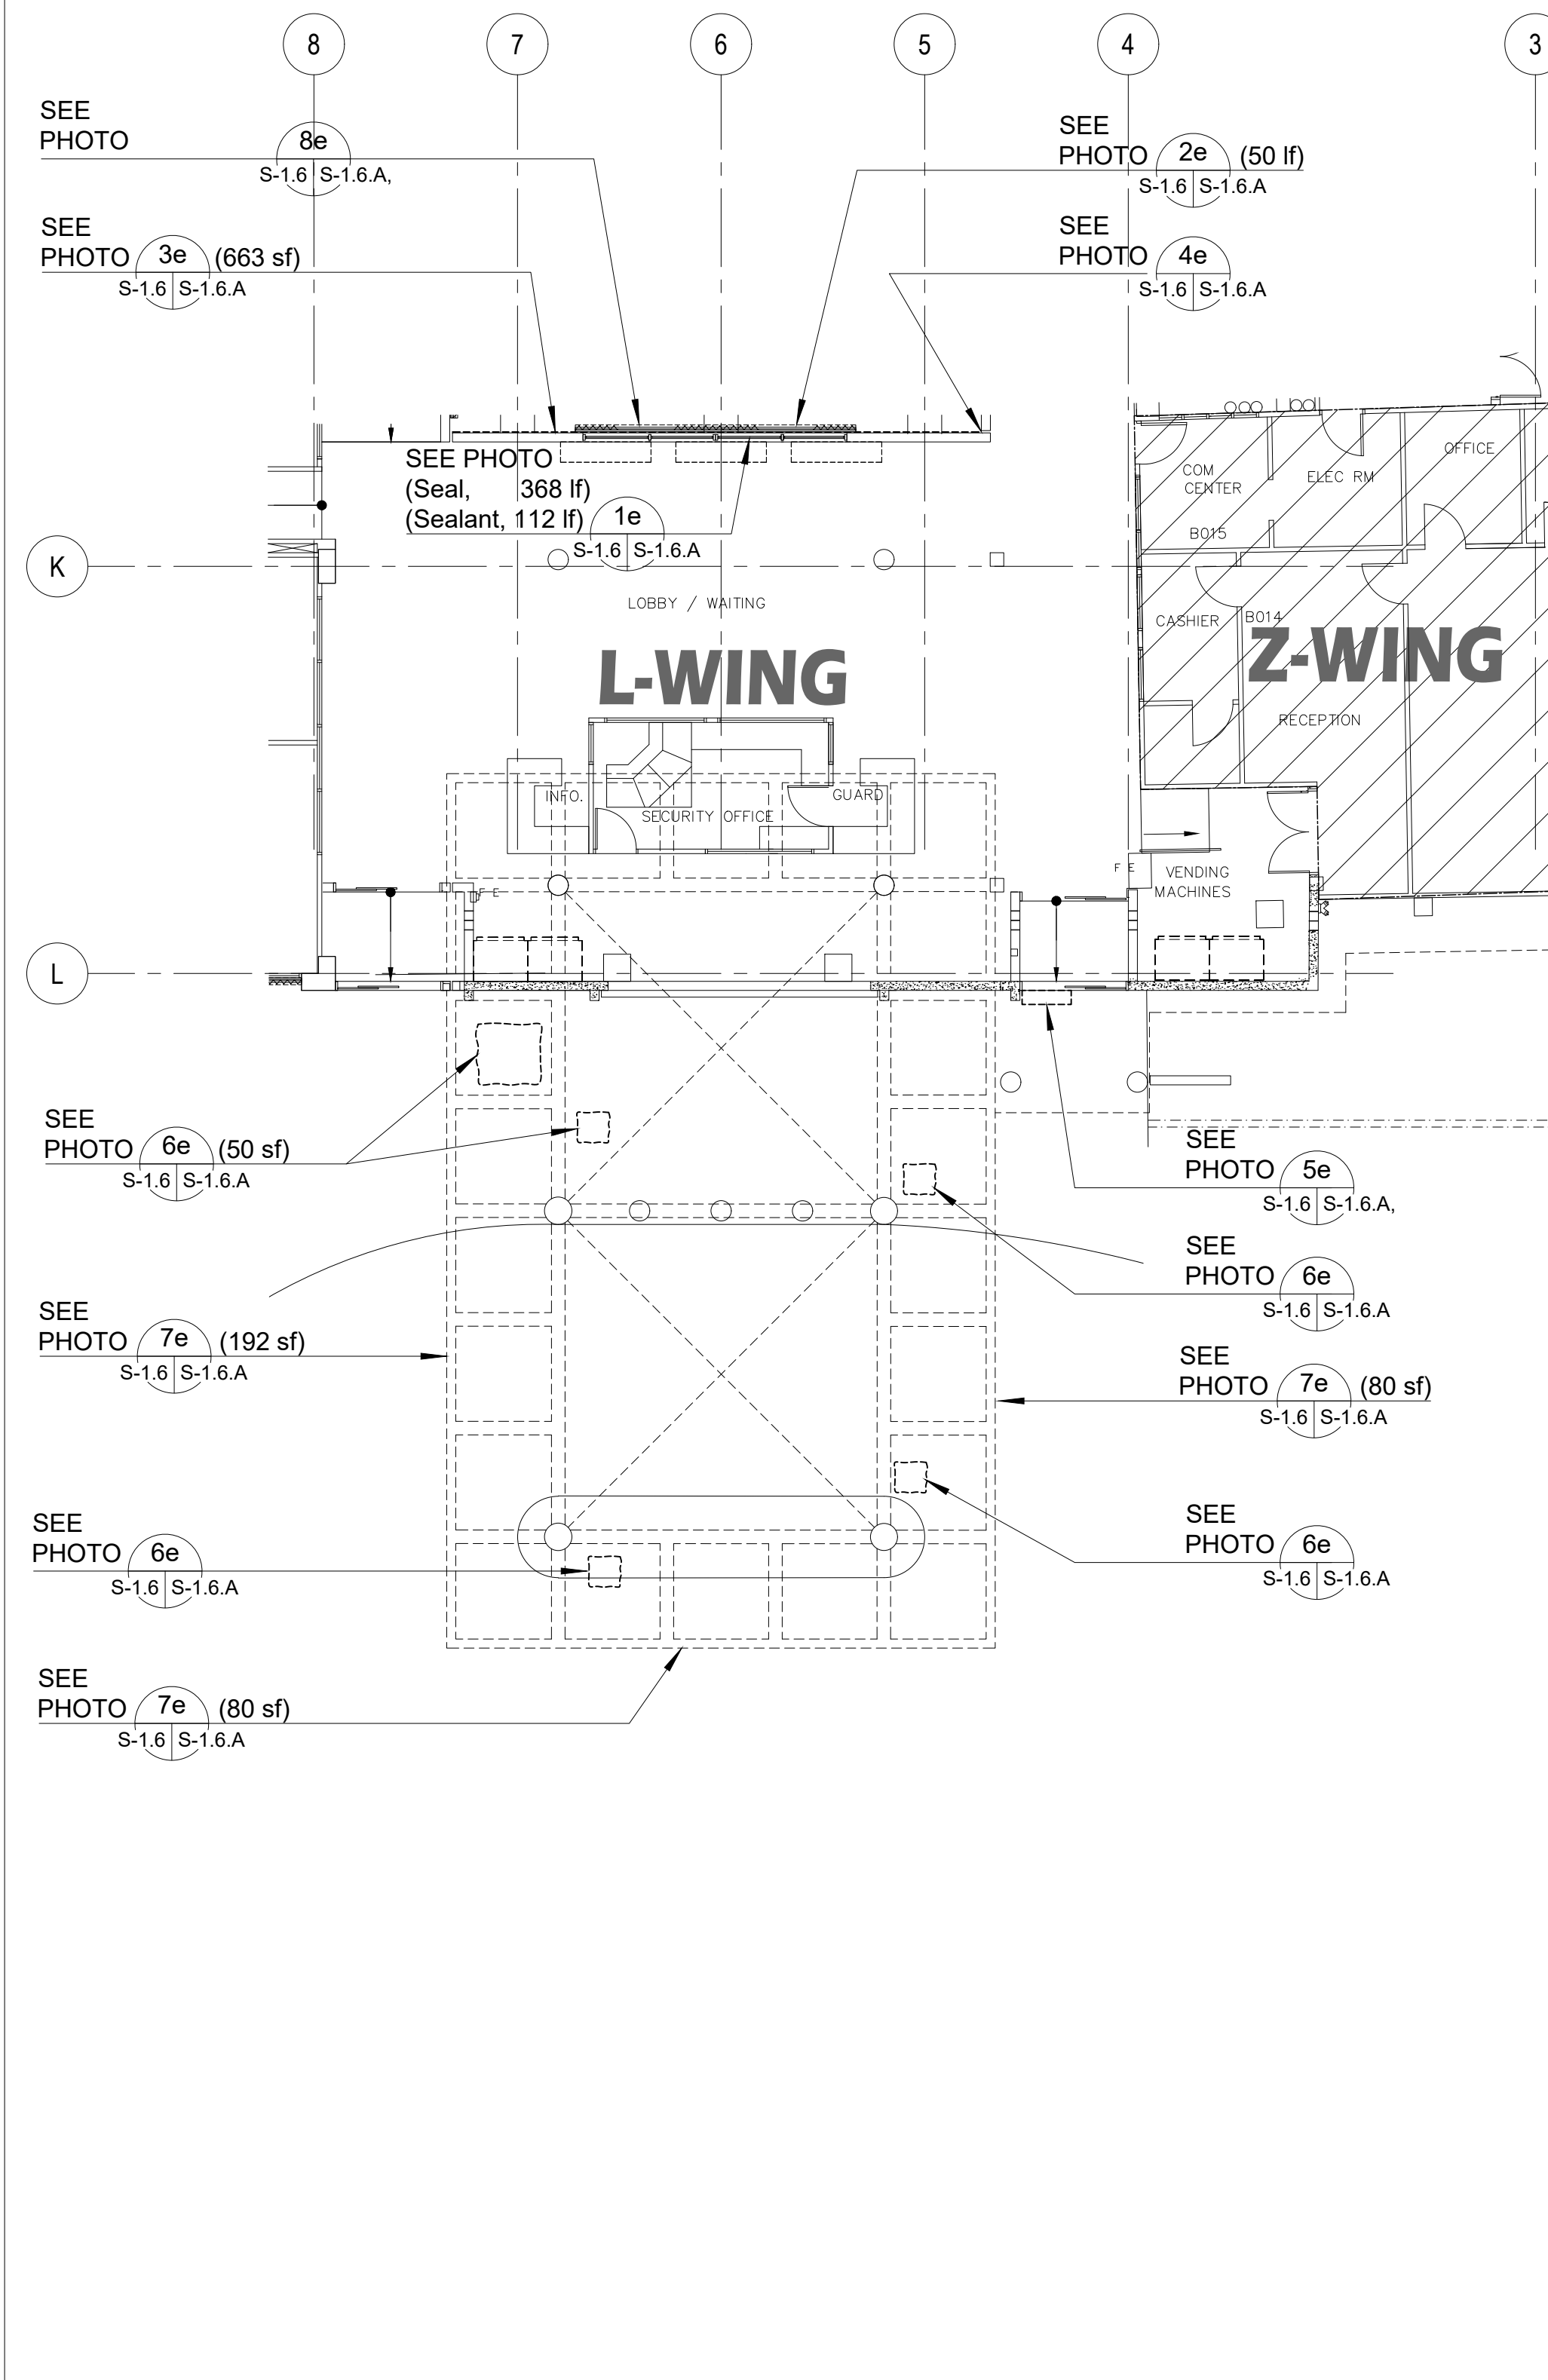 8
7
6
5
4
3
SEE
PHOTO
8e
S-1.6 S-1.6.A,
SEE
PHOTO 2e (50 lf)
S-1.6 S-1.6.A
SEE
PHOTO 3e (663 sf)
S-1.6 S-1.6.A
SEE
PHOTO 4e
S-1.6 S-1.6.A
SEE PHOTO
(Seal, 368 lf)
(Sealant, 112 lf) 1e
S-1.6 S-1.6.A
COM
CENTER
ELEC RM
OFFICE
B015
K
LOBBY / WAITING
CASHIER
B014
L-WING
Z-WING
RECEPTION
INFO.
SECURITY OFFICE
GUARD
F E
F E
VENDING
MACHINES
L
SEE
PHOTO 6e (50 sf)
S-1.6 S-1.6.A
SEE
PHOTO 5e
S-1.6 S-1.6.A,
SEE
PHOTO 6e
S-1.6 S-1.6.A
SEE
PHOTO 7e (192 sf)
S-1.6 S-1.6.A
SEE
PHOTO 7e (80 sf)
S-1.6 S-1.6.A
SEE
PHOTO 6e
S-1.6 S-1.6.A
SEE
PHOTO 6e
S-1.6 S-1.6.A
SEE
PHOTO 7e (80 sf)
S-1.6 S-1.6.A